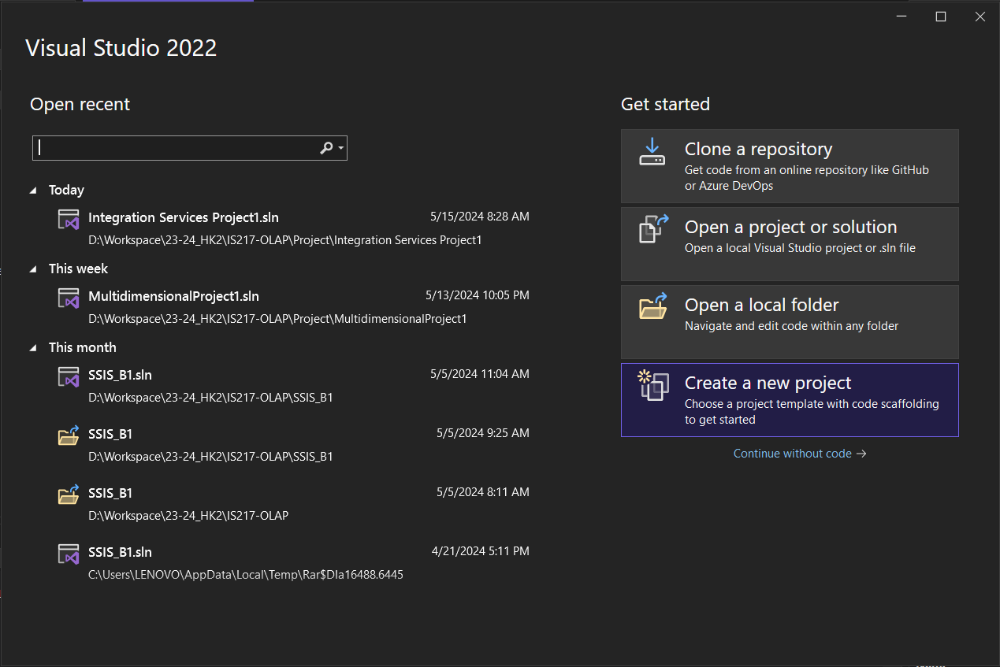 Visual Studio 2022
Open recent
Today
Integration Services Project1.sln 5/15/2024 8:28 AM
D:\Workspace\23-24_HK2\IS217-OLAP\Project\Integration Services Project1
This week
MultidimensionalProject1.sln 5/13/2024 10:05 PM
D:\Workspace\23-24_HK2\IS217-OLAP\Project\MultidimensionalProject1
This month
SSIS_B1.sln 5/5/2024 11:04 AM
D:\Workspace\23-24_HK2\IS217-OLAP\SSIS_B1
SSIS_B1 5/5/2024 9:25 AM
D:\Workspace\23-24_HK2\IS217-OLAP\SSIS_B1
SSIS_B1 5/5/2024 8:11 AM
D:\Workspace\23-24_HK2\IS217-OLAP
SSIS_B1.sln 4/21/2024 5:11 PM
C:\Users\LENOVO\AppData\Local\Temp\Rar$DIa16488.6445
Get started
Clone a repository
Get code from an online repository like GitHub
or Azure DevOps
Open a project or solution
Open a local Visual Studio project or .sln file
Open a local folder
Navigate and edit code within any folder
Create a new project
Choose a project template with code scaffolding
to get started
Continue without code →